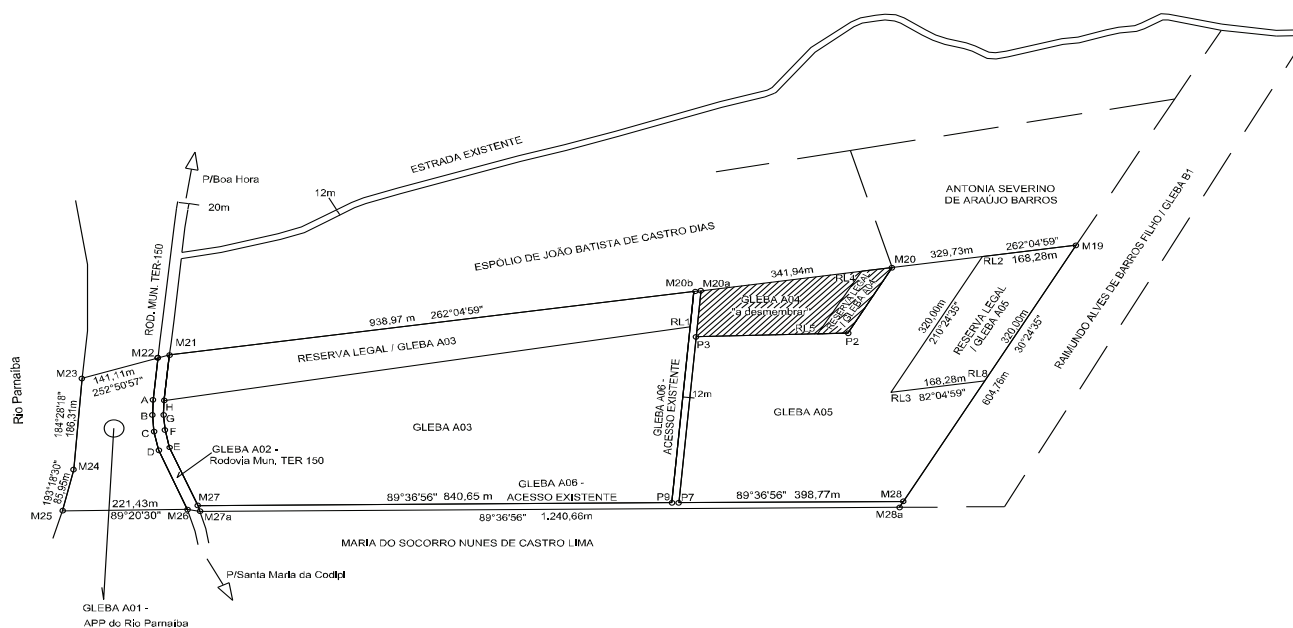 P/Boa Hora
20m
12m
ESTRADA EXISTENTE
ROD. MUN. TER-150
ESPÓLIO DE JOÃO BATISTA DE CASTRO DIAS
ANTONIA SEVERINO
DE ARAÚJO BARROS
RAIMUNDO ALVES DE BARROS FILHO / GLEBA B1
M20
329,73m
262°04'59"
RL2
168,28m
M19
341,94m
RL4
M20b
M20a
GLEBA A04
"a desmembrar"
RESERVA LEGAL
/ GLEBA A04
RL5
P2
P3
RL1
938,97 m 262°04'59"
M21
M22
RESERVA LEGAL / GLEBA A03
M23
141,11m
252°50'57"
Rio Parnaíba
184°28'18"
186,31m
A
B
C
D
H
G
F
E
GLEBA A02 -
Rodovia Mun, TER 150
GLEBA A03
GLEBA A06 -
ACESSO EXISTENTE
12m
GLEBA A05
320,00m
210°24'35"
RESERVA LEGAL
/ GLEBA A05
320,00m
30°24'35"
RL8
168,28m
RL3
82°04'59"
604,76m
M24
193°18'30"
85,95m
M25
221,43m
89°20'30"
M26
M27
M27a
89°36'56" 840,65 m
GLEBA A06 -
ACESSO EXISTENTE
P9
P7
89°36'56" 398,77m
M28
M28a
89°36'56" 1.240,66m
MARIA DO SOCORRO NUNES DE CASTRO LIMA
P/Santa Maria da Codipi
GLEBA A01 -
APP do Rio Parnaíba